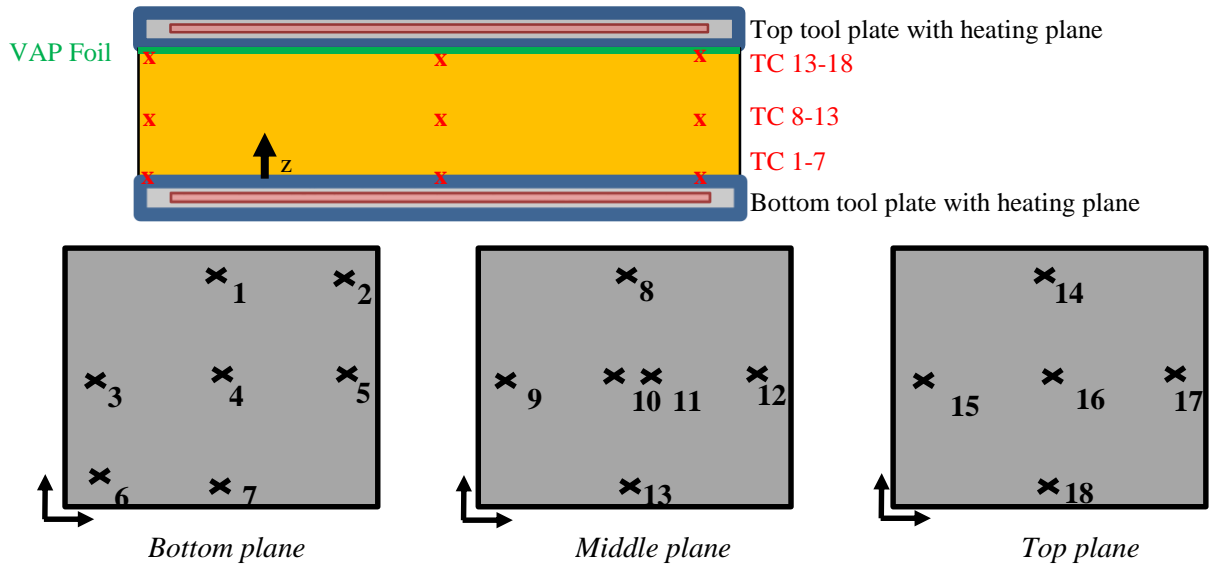 Top tool plate with heating plane
VAP Foil
TC 13-18
TC 8-13
TC 1-7
z
Bottom tool plate with heating plane
1
2
3
4
5
6
7
8
9
10
11
12
13
14
15
16
17
18
Bottom plane
Middle plane
Top plane